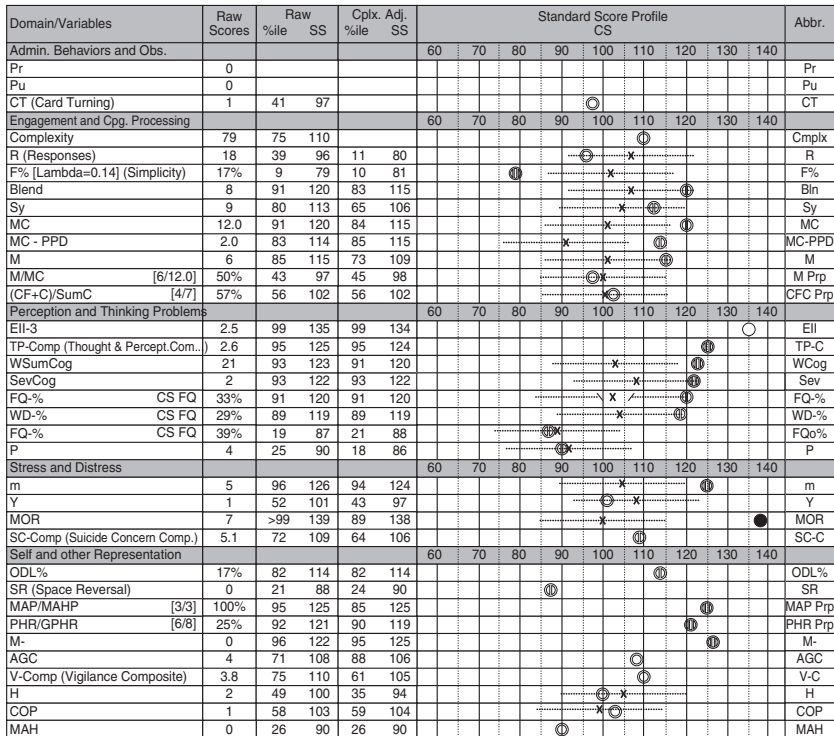 Domain/Variables Raw Scores Raw %ile SS Cplx. Adj. %ile SS Standard Score Profile CS Abbr.
Admin. Behaviors and Obs. 60 70 80 90 100 110 120 130 140
Pr 0 Pr
Pu 0 Pu
CT (Card Turning) 1 41 97 CT
Engagement and Cpg. Processing 60 70 80 90 100 110 120 130 140
Complexity 79 75 110 Cmplx
R (Responses) 18 39 96 11 80 R
F% [Lambda=0.14] (Simplicity) 17% 9 79 10 81 F%
Blend 8 91 120 83 115 Bln
Sy 9 80 113 65 106 Sy
MC 12.0 91 120 84 115 MC
MC - PPD 2.0 83 114 85 115 MC-PPD
M 6 85 115 73 109 M
M/MC [6/12.0] 50% 43 97 45 98 M Prp
(CF+C)/SumC [4/7] 57% 56 102 56 102 CFC Prp
Perception and Thinking Problems 60 70 80 90 100 110 120 130 140
EII-3 2.5 99 135 99 134 EII
TP-Comp (Thought & Percept.Com...) 2.6 95 125 95 124 TP-C
WSumCog 21 93 123 91 120 WCog
SevCog 2 93 122 93 122 Sev
FQ-% CS FQ 33% 91 120 91 120 FQ-%
WD-% CS FQ 29% 89 119 89 119 WD-%
FQ-% CS FQ 39% 19 87 21 88 FQo%
P 4 25 90 18 86 P
Stress and Distress 60 70 80 90 100 110 120 130 140
m 5 96 126 94 124 m
Y 1 52 101 43 97 Y
MOR 7 >99 139 89 138 MOR
SC-Comp (Suicide Concern Comp.) 5.1 72 109 64 106 SC-C
Self and other Representation 60 70 80 90 100 110 120 130 140
ODL% 17% 82 114 82 114 ODL%
SR (Space Reversal) 0 21 88 24 90 SR
MAP/MAHP [3/3] 100% 95 125 85 125 MAP Prp
PHR/GPHR [6/8] 25% 92 121 90 119 PHR Prp
M- 0 96 122 95 125 M-
AGC 4 71 108 88 106 AGC
V-Comp (Vigilance Composite) 3.8 75 110 61 105 V-C
H 2 49 100 35 94 H
COP 1 58 103 59 104 COP
MAH 0 26 90 26 90 MAH